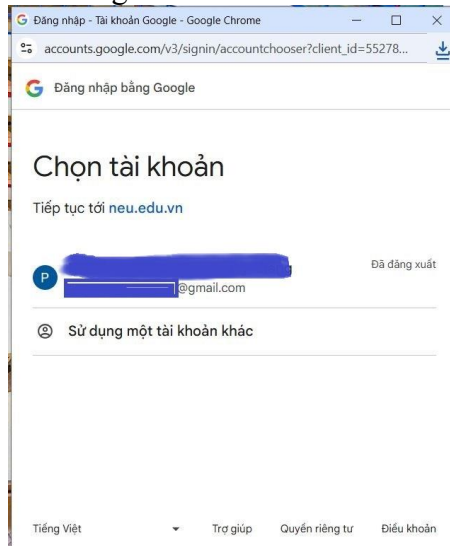 Đăng nhập - Tài khoản Google - Google Chrome
accounts.google.com/v3/signin/accountchooser?client_id=55278...
Đăng nhập bằng Google
Chọn tài khoản
Tiếp tục tới neu.edu.vn
P
Đã đăng xuất
@gmail.com
Sử dụng một tài khoản khác
Tiếng Việt Trợ giúp Quyền riêng tư Điều khoản